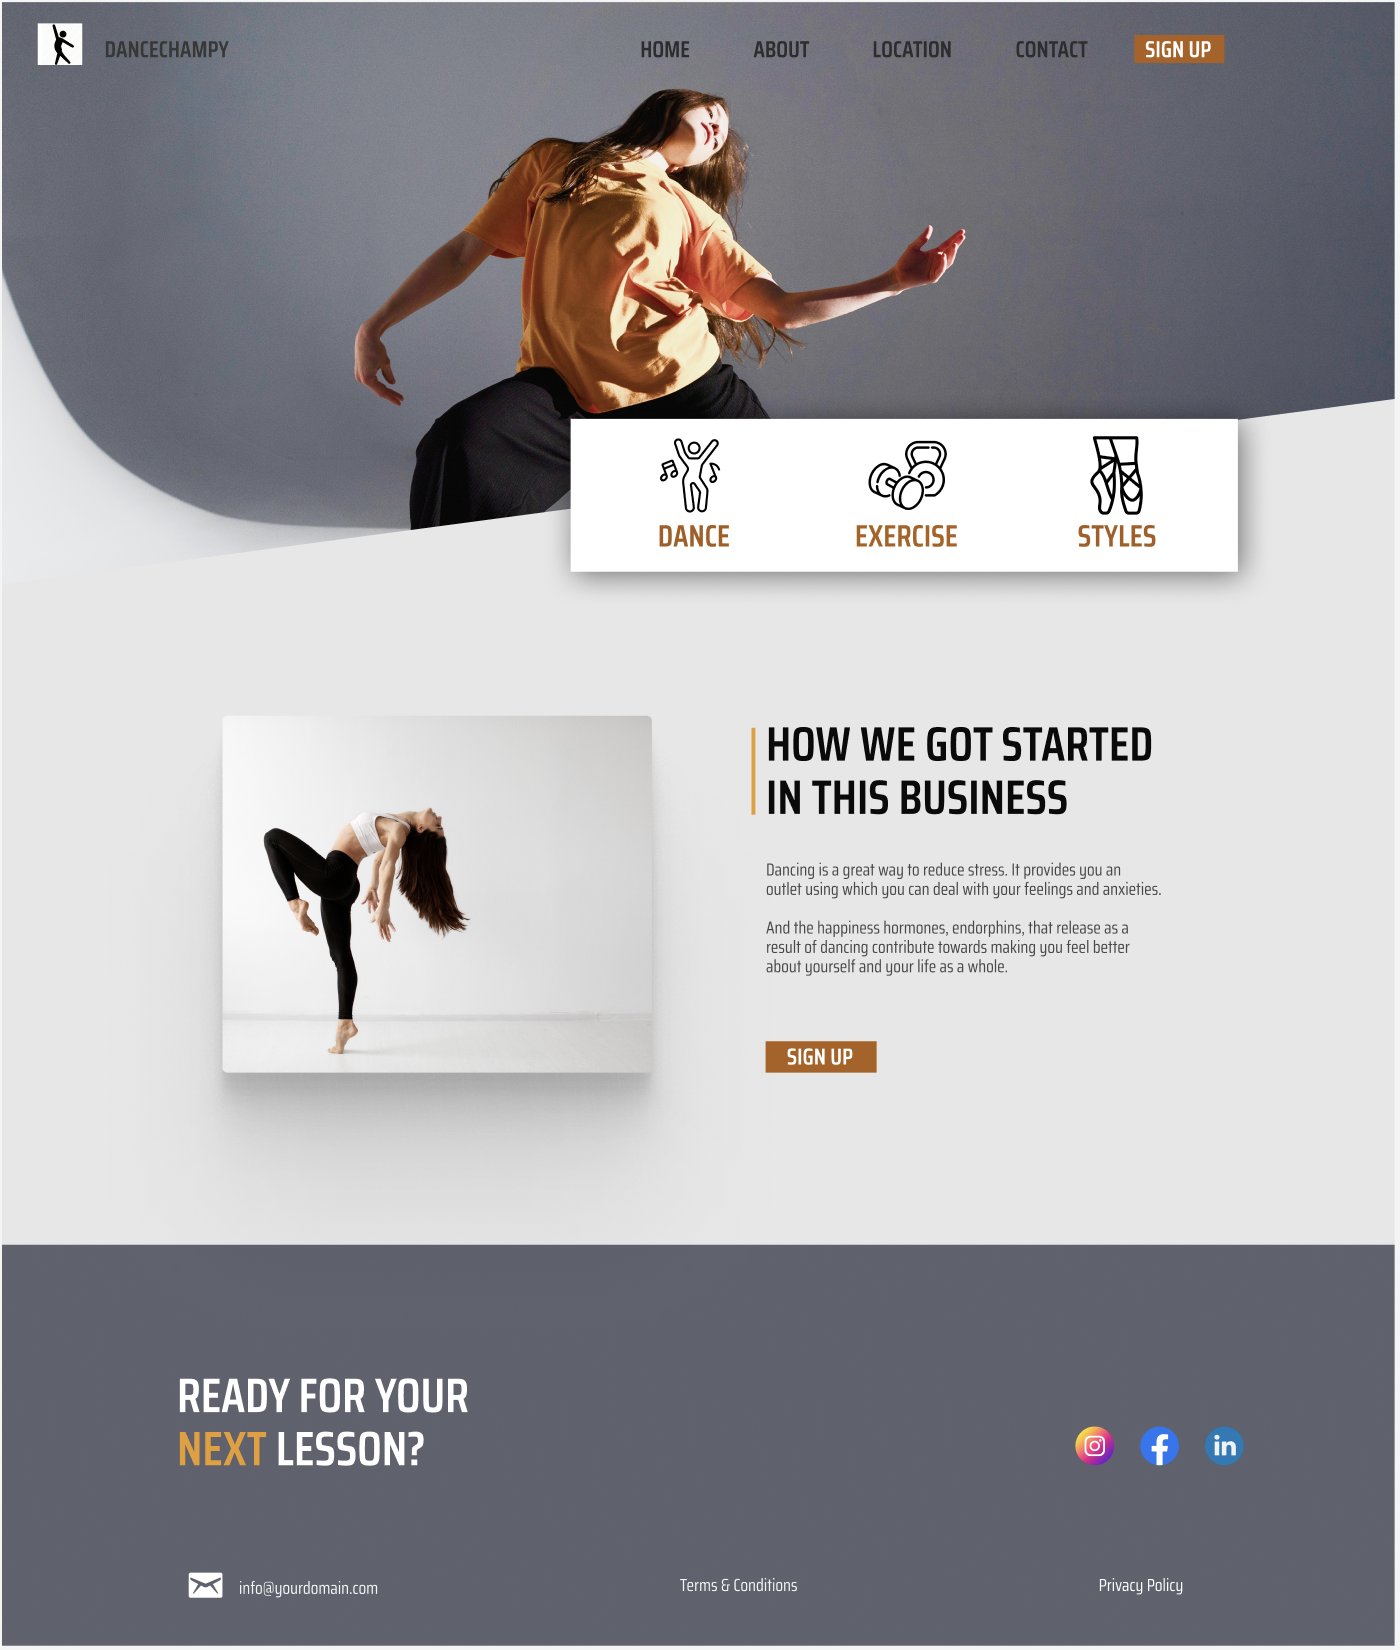 DANCECHAMPY
HOME ABOUT LOCATION CONTACT SIGN UP
DANCE EXERCISE STYLES
HOW WE GOT STARTED
IN THIS BUSINESS
Dancing is a great way to reduce stress. It provides you an
outlet using which you can deal with your feelings and anxieties.
And the happiness hormones, endorphins, that release as a
result of dancing contribute towards making you feel better
about yourself and your life as a whole.
SIGN UP
READY FOR YOUR
NEXT LESSON?
in
info@yourdomain.com
Terms & Conditions
Privacy Policy